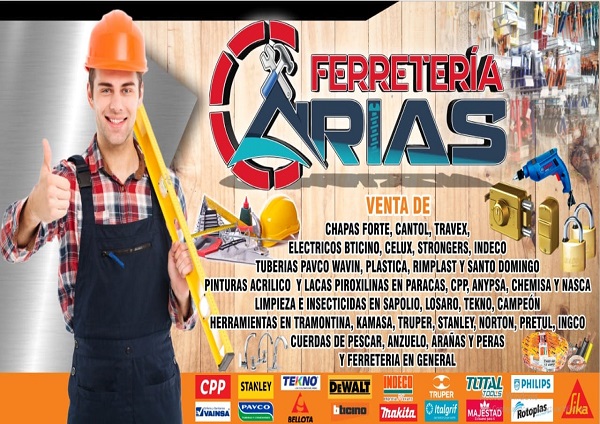 FERRETERÍA
ARIAS
VENTA DE
CHAPAS FORTE, CANTOL, TRAVEX,
ELECTRICOS BTICINO, CELUX, STRONGERS, INDECO
TUBERIAS PAVCO WAVIN, PLASTICA, RIMPLAST Y SANTO DOMINGO
PINTURAS ACRILICO Y LACAS PIROXILINAS EN PARACAS, CPP, ANYPSA, CHEMISA Y NASCA
LIMPIEZA E INSECTICIDAS EN SAPOLIO, LOSARO, TEKNO, CAMPEÓN
HERRAMIENTAS EN TRAMONTINA, KAMASA, TRUPER, STANLEY, NORTON, PRETUL, INGCO
CUERDAS DE PESCAR, ANZUELO, ARAÑAS Y PERAS
Y FERRETERIA EN GENERAL
CPP STANLEY TEKNO DEWALT INDECO TRUPER TOTAL TOOLS PHILIPS Sika
VAINSA PAVCO BELLOTA bticino makita Italgrif MAJESTAD Rotoplas